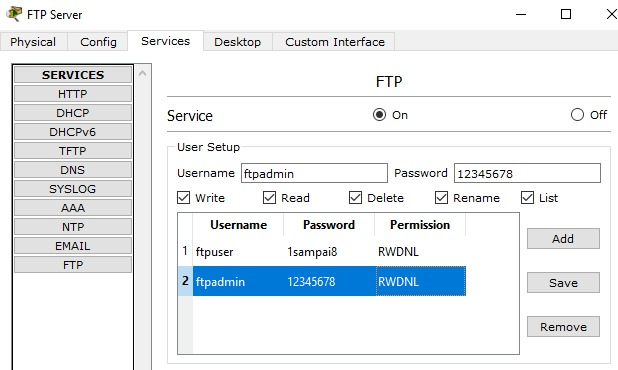 FTP Server
Physical Config Services Desktop Custom Interface
SERVICES
HTTP
DHCP
DHCPv6
TFTP
DNS
SYSLOG
AAA
NTP
EMAIL
FTP
FTP
Service On Off
User Setup
Username ftpadmin Password 12345678
Write Read Delete Rename List
Username Password Permission
1 ftpuser 1sampai8 RWDNL
2 ftpadmin 12345678 RWDNL
Add
Save
Remove